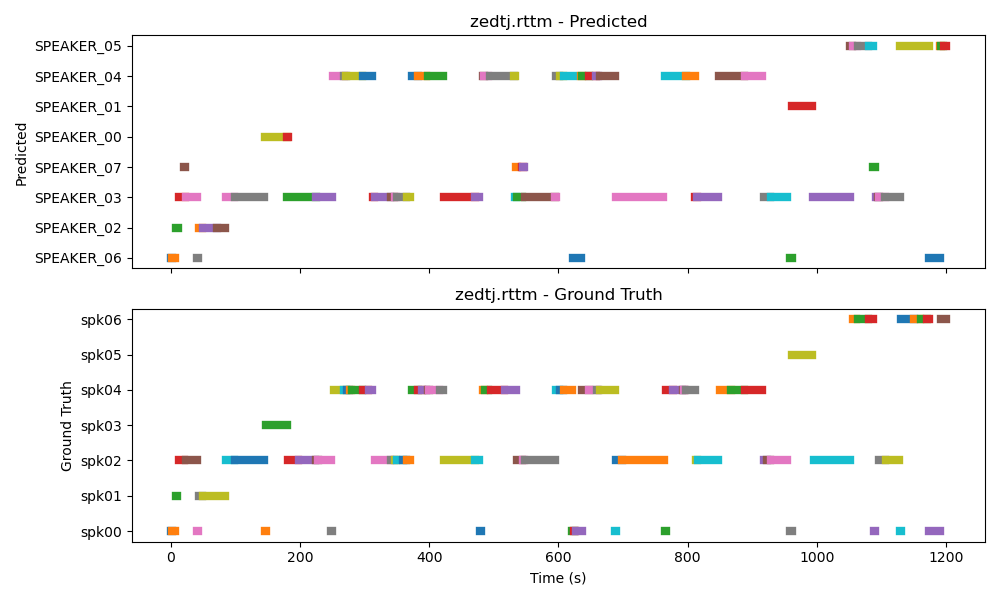 zedtj.rttm - Predicted
Predicted
SPEAKER_05
SPEAKER_04
SPEAKER_01
SPEAKER_00
SPEAKER_07
SPEAKER_03
SPEAKER_02
SPEAKER_06
zedtj.rttm - Ground Truth
Ground Truth
spk06
spk05
spk04
spk03
spk02
spk01
spk00
0 200 400 600 800 1000 1200
Time (s)